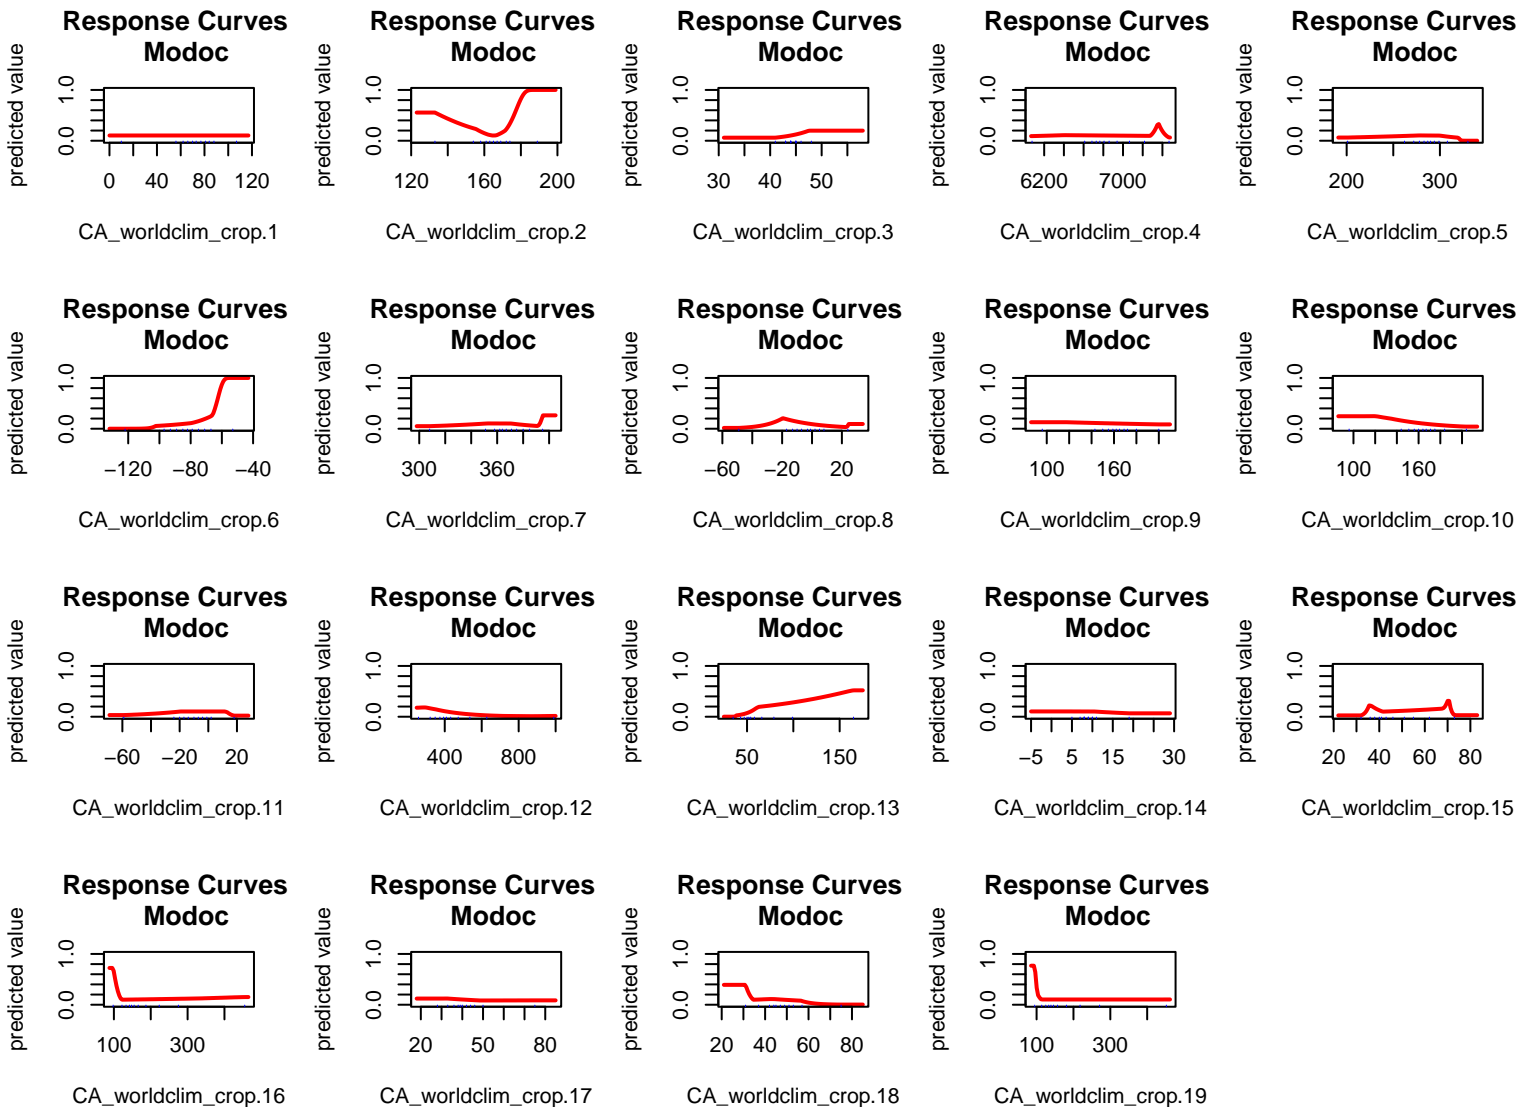 Response Curves
Modoc
predicted value
0.0 1.0
0 40 80 120
CA_worldclim_crop.1
Response Curves
Modoc
predicted value
0.0 1.0
120 160 200
CA_worldclim_crop.2
Response Curves
Modoc
predicted value
0.0 1.0
30 40 50
CA_worldclim_crop.3
Response Curves
Modoc
predicted value
0.0 1.0
6200 7000
CA_worldclim_crop.4
Response Curves
Modoc
predicted value
0.0 1.0
200 300
CA_worldclim_crop.5
Response Curves
Modoc
predicted value
0.0 1.0
−120 −80 −40
CA_worldclim_crop.6
Response Curves
Modoc
predicted value
0.0 1.0
300 360
CA_worldclim_crop.7
Response Curves
Modoc
predicted value
0.0 1.0
−60 −20 20
CA_worldclim_crop.8
Response Curves
Modoc
predicted value
0.0 1.0
100 160
CA_worldclim_crop.9
Response Curves
Modoc
predicted value
0.0 1.0
100 160
CA_worldclim_crop.10
Response Curves
Modoc
predicted value
0.0 1.0
−60 −20 20
CA_worldclim_crop.11
Response Curves
Modoc
predicted value
0.0 1.0
400 800
CA_worldclim_crop.12
Response Curves
Modoc
predicted value
0.0 1.0
50 150
CA_worldclim_crop.13
Response Curves
Modoc
predicted value
0.0 1.0
−5 5 15 30
CA_worldclim_crop.14
Response Curves
Modoc
predicted value
0.0 1.0
20 40 60 80
CA_worldclim_crop.15
Response Curves
Modoc
predicted value
0.0 1.0
100 300
CA_worldclim_crop.16
Response Curves
Modoc
predicted value
0.0 1.0
20 50 80
CA_worldclim_crop.17
Response Curves
Modoc
predicted value
0.0 1.0
20 40 60 80
CA_worldclim_crop.18
Response Curves
Modoc
predicted value
0.0 1.0
100 300
CA_worldclim_crop.19